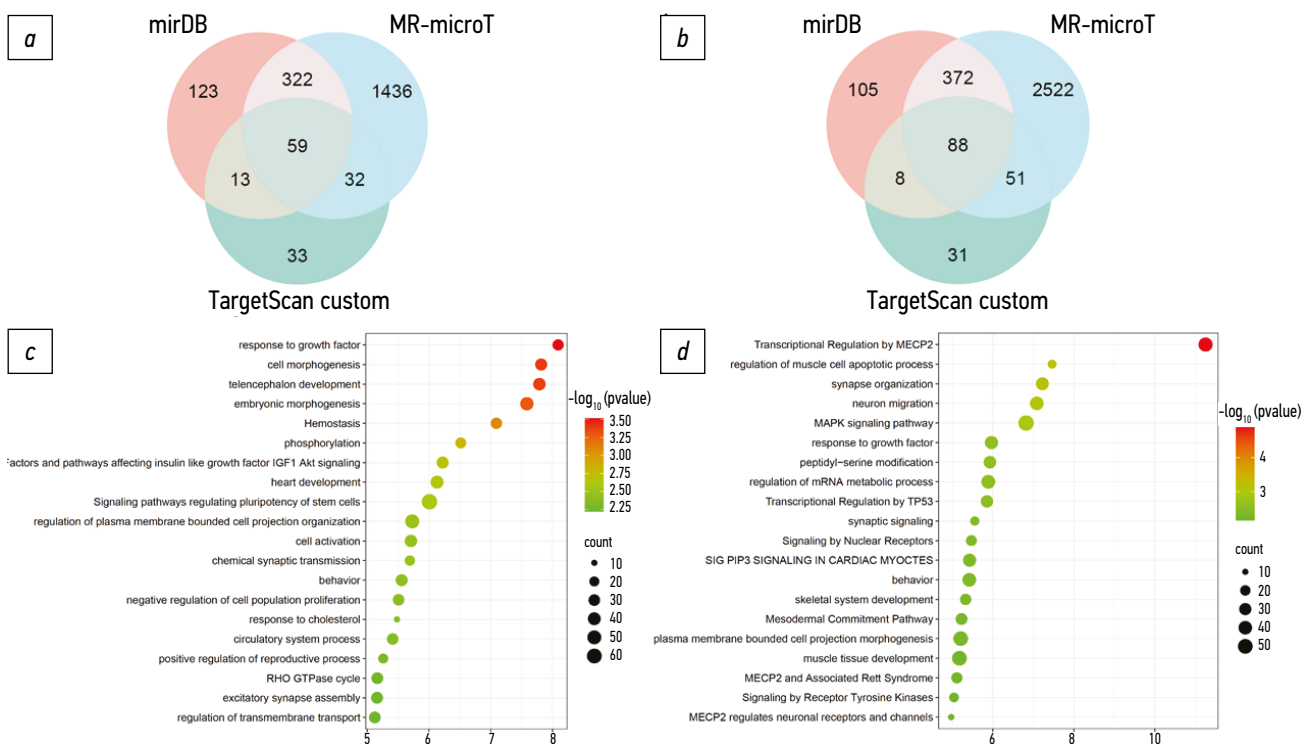 a
mirDB
MR-microT
123
322
1436
59
13
32
33
TargetScan custom
b
mirDB
MR-microT
105
372
2522
88
8
51
31
TargetScan custom
c
response to growth factor
cell morphogenesis
telencephalon development
embryonic morphogenesis
Hemostasis
phosphorylation
Factors and pathways affecting insulin like growth factor IGF1 Akt signaling
heart development
Signaling pathways regulating pluripotency of stem cells
regulation of plasma membrane bounded cell projection organization
cell activation
chemical synaptic transmission
behavior
negative regulation of cell population proliferation
response to cholesterol
circulatory system process
positive regulation of reproductive process
RHO GTPase cycle
excitatory synapse assembly
regulation of transmembrane transport
5
6
7
8
–log10 (pvalue)
3.50
3.25
3.00
2.75
2.50
2.25
count
10
20
30
40
50
60
d
Transcriptional Regulation by MECP2
regulation of muscle cell apoptotic process
synapse organization
neuron migration
MAPK signaling pathway
response to growth factor
peptidyl−serine modification
regulation of mRNA metabolic process
Transcriptional Regulation by TP53
synaptic signaling
Signaling by Nuclear Receptors
SIG PIP3 SIGNALING IN CARDIAC MYOCTES
behavior
skeletal system development
Mesodermal Commitment Pathway
plasma membrane bounded cell projection morphogenesis
muscle tissue development
MECP2 and Associated Rett Syndrome
Signaling by Receptor Tyrosine Kinases
MECP2 regulates neuronal receptors and channels
6
8
10
–log10 (pvalue)
4
3
count
10
20
30
40
50